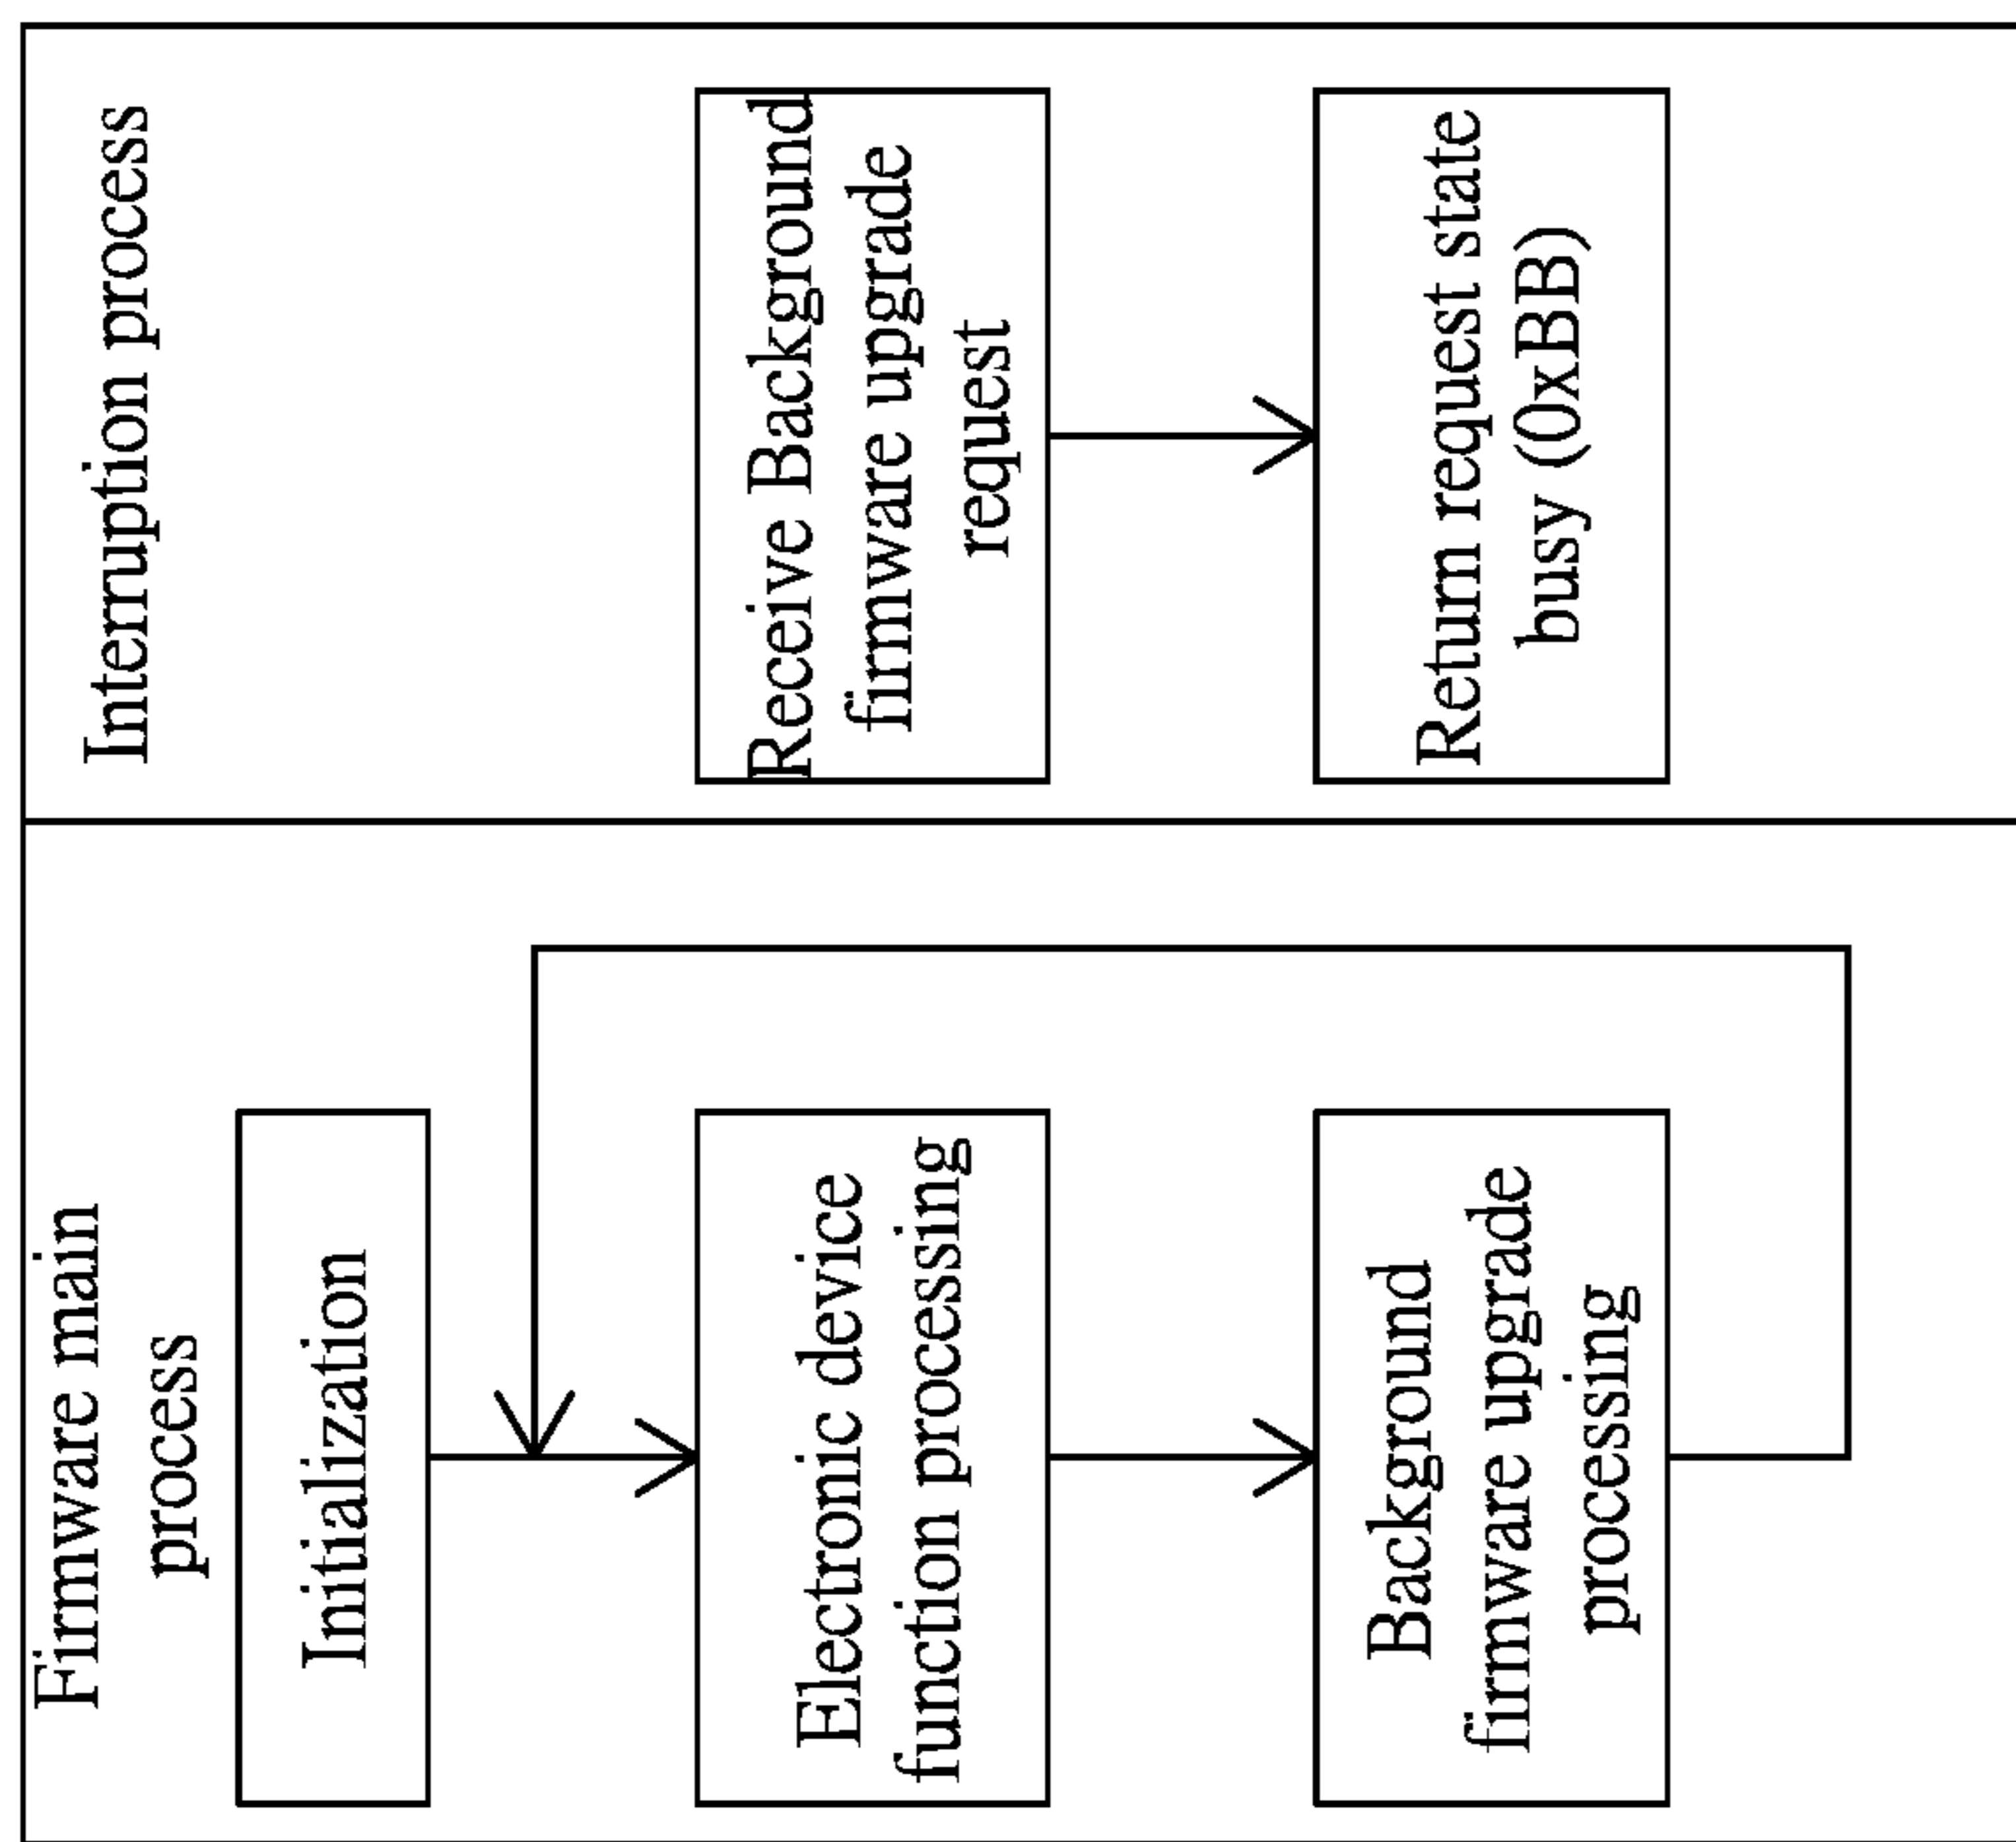 Firmware main
process
Initialization
Electronic device
function processing
Background
firmware upgrade
processing
Interruption process
Receive Background
firmware upgrade
request
Return request state
busy (0xBB)